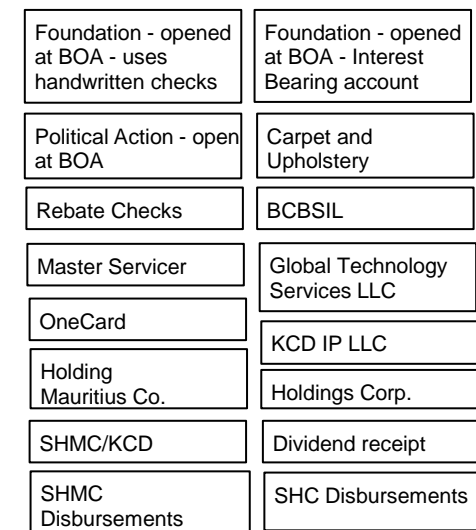 Foundation - opened
at BOA - uses
handwritten checks
Foundation - opened
at BOA - Interest
Bearing account
Political Action - open
at BOA
Carpet and
Upholstery
Rebate Checks
BCBSIL
Master Servicer
Global Technology
Services LLC
OneCard
KCD IP LLC
Holding
Mauritius Co.
Holdings Corp.
SHMC/KCD
Dividend receipt
SHMC
Disbursements
SHC Disbursements